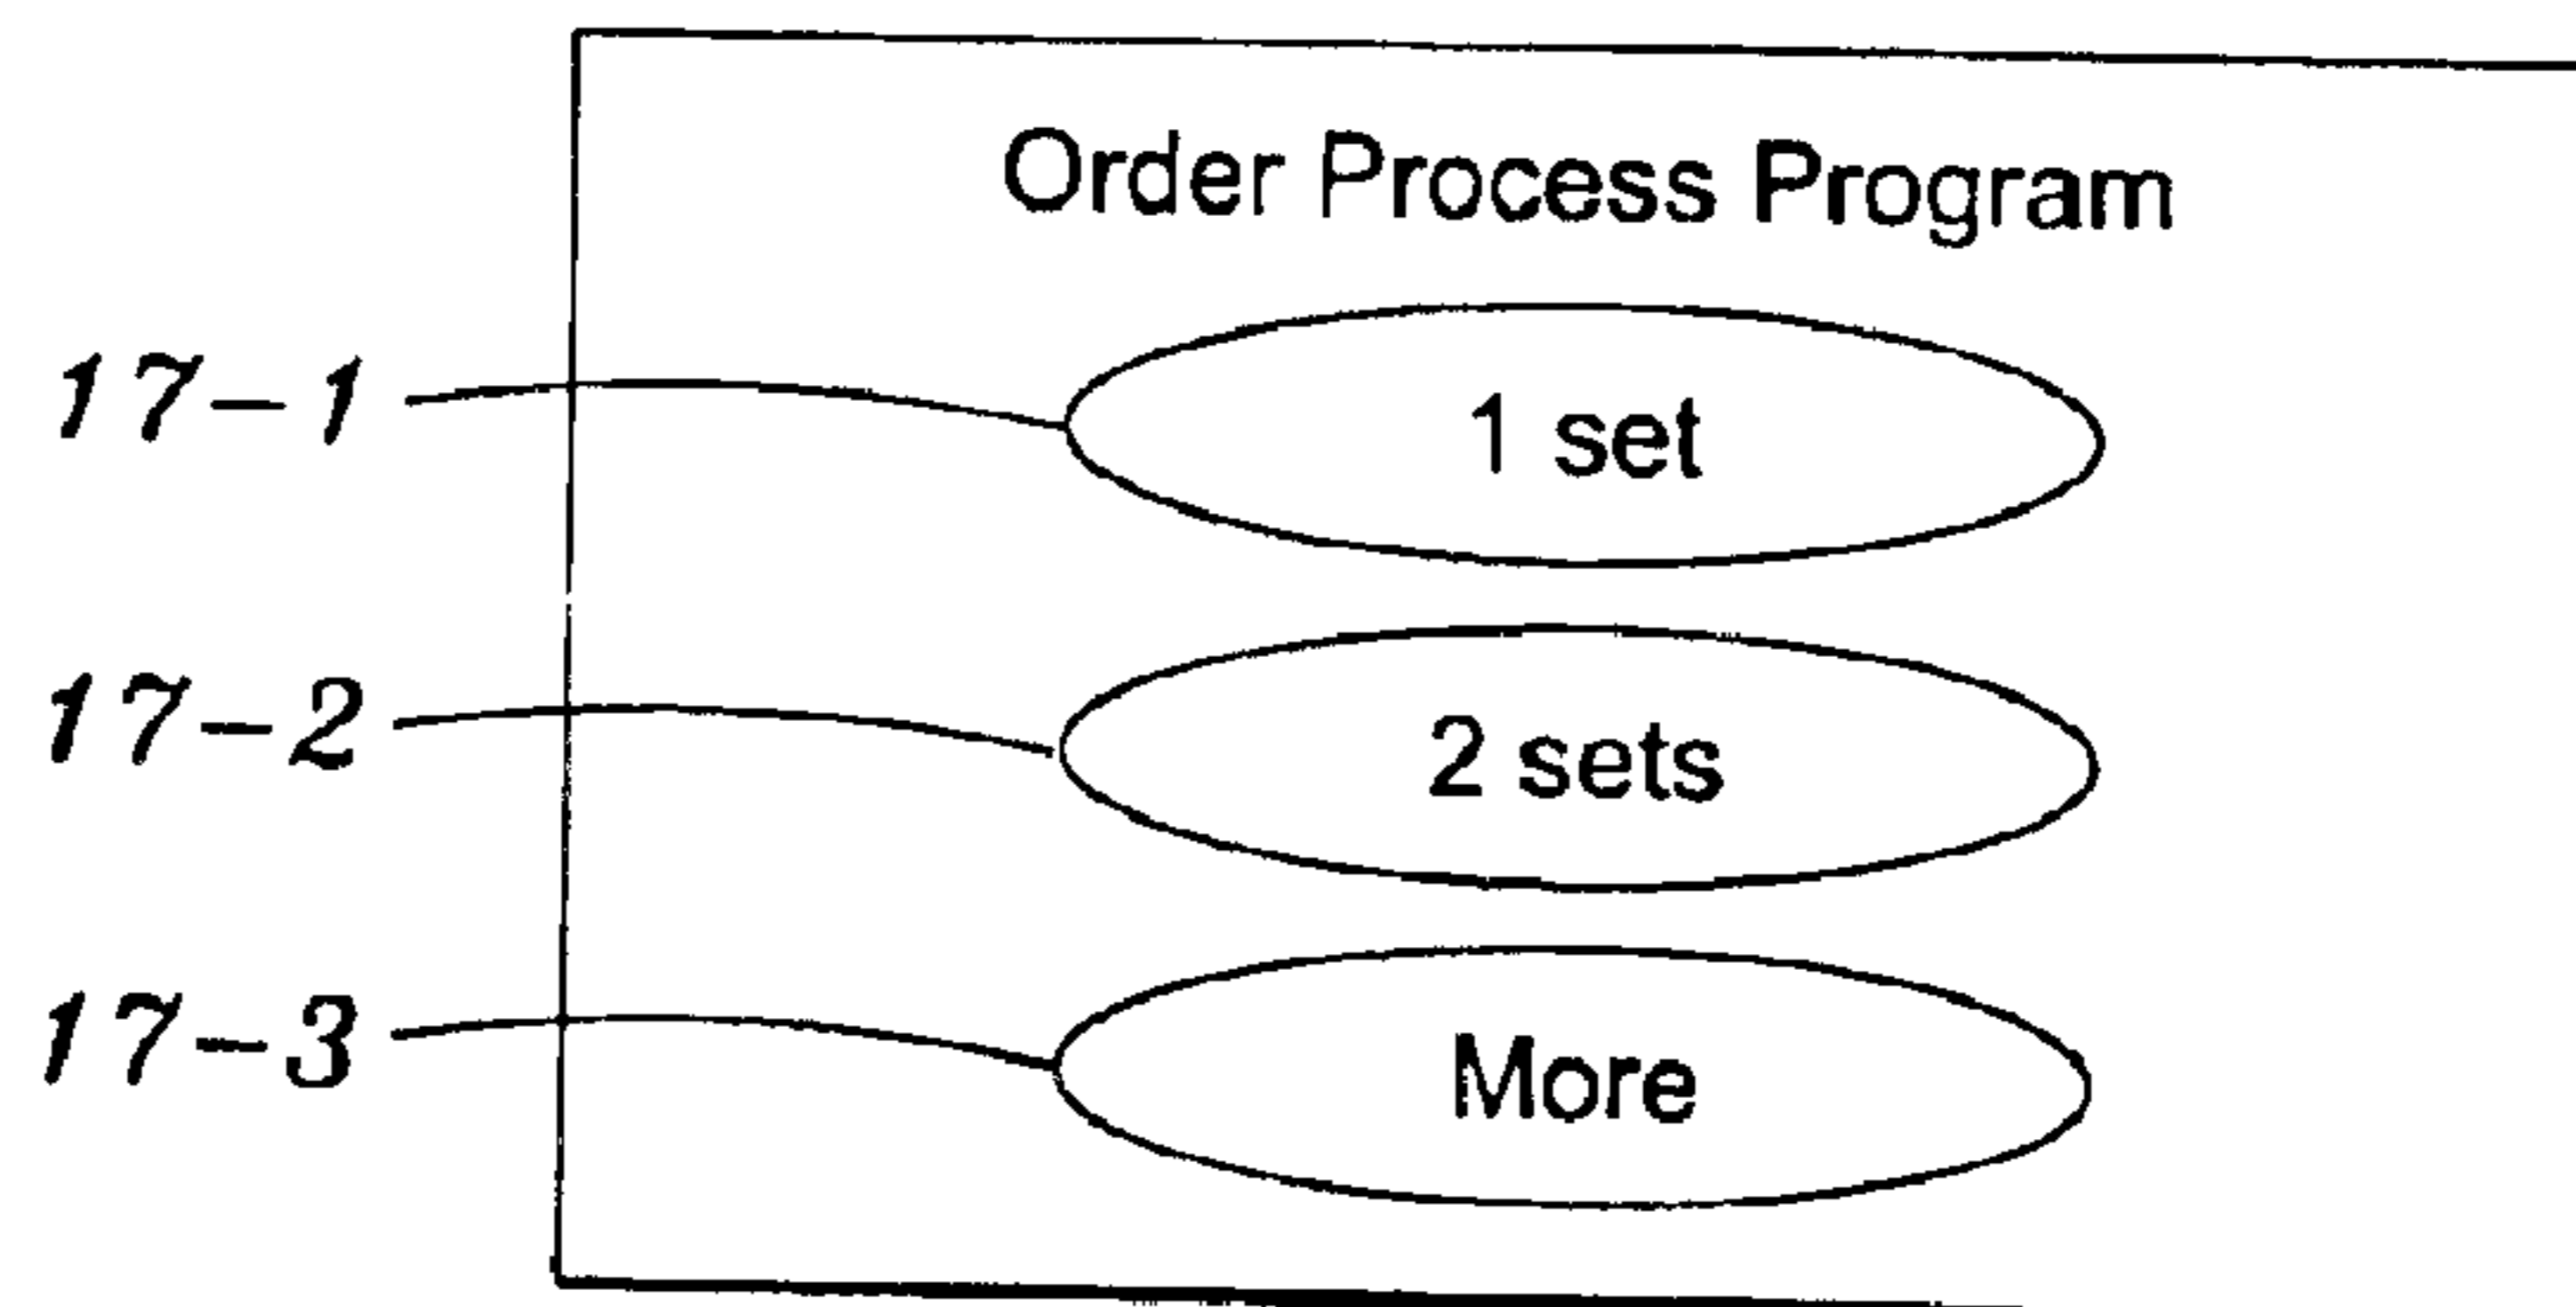 Order Process Program
17-1 1 set
17-2 2 sets
17-3 More